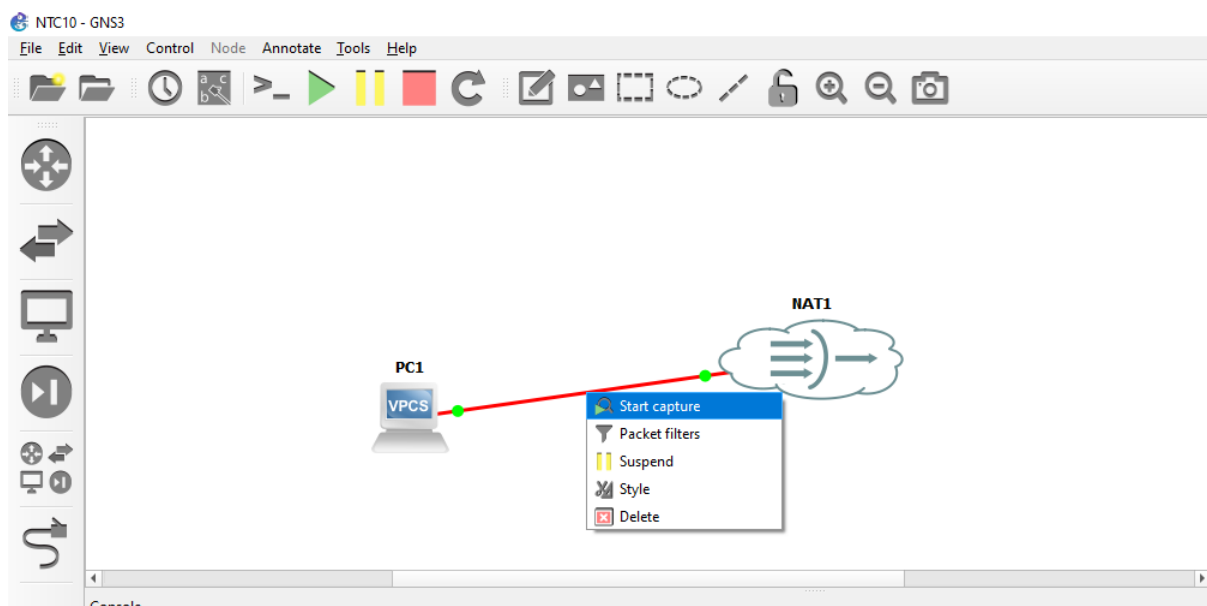 NTC10 - GNS3
File Edit View Control Node Annotate Tools Help
a c
b
NAT1
PC1
VPCS
Start capture
Packet filters
Suspend
Style
Delete
Console